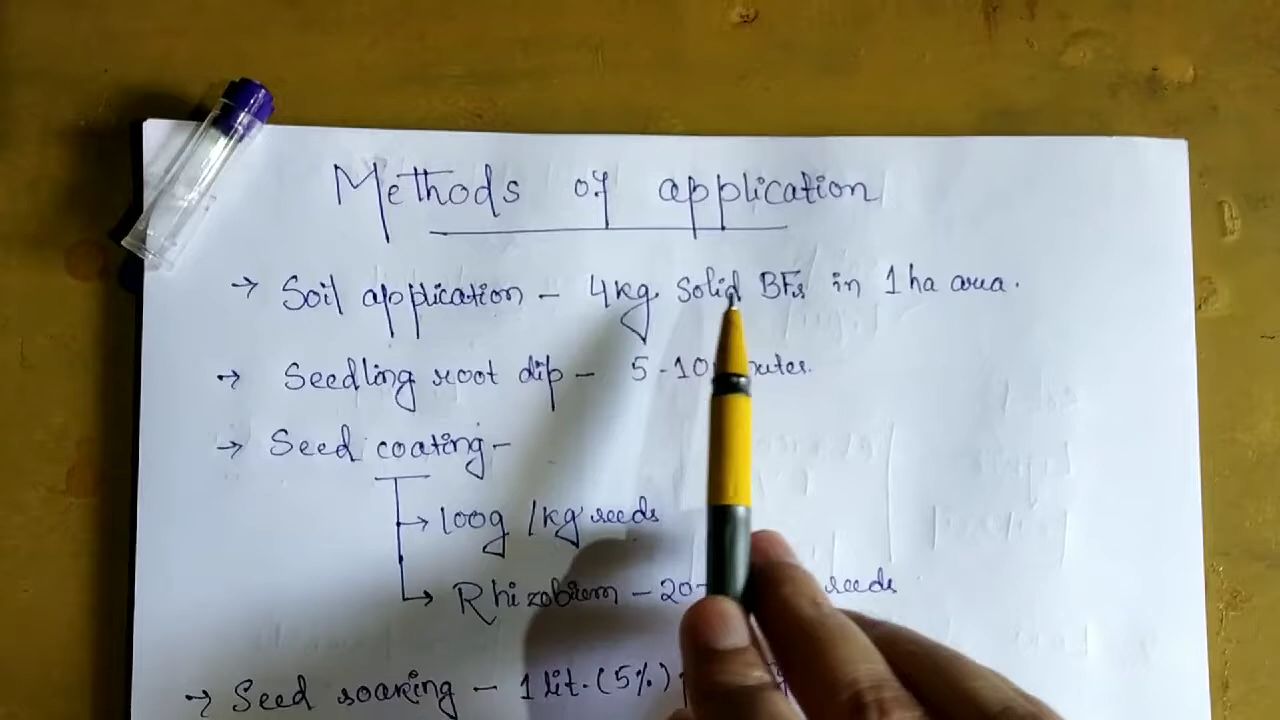 Methods of application
→ Soil application - 4kg solid BFs in 1 ha area.
→ Seedling root dip - 5-10
→ Seed coating -
→ 100g /kg seeds
→ Rhizobium - 20- seeds
→ Seed soaking - 1 lit. (5%)